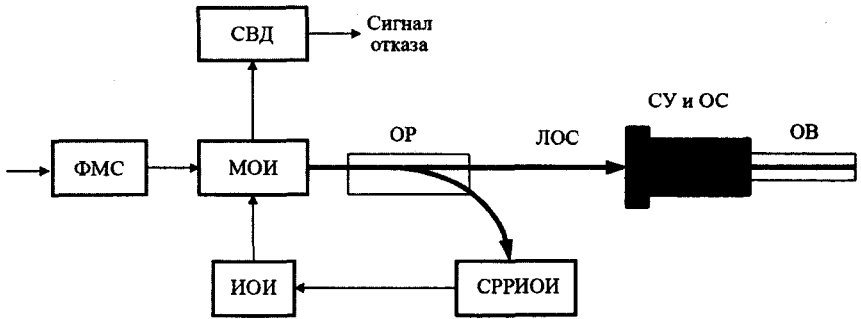 СВД
Сигнал
отказа
СУ и ОС
ОР
ЛОС
ОВ
ФМС
МОИ
ИОИ
СРРИОИ